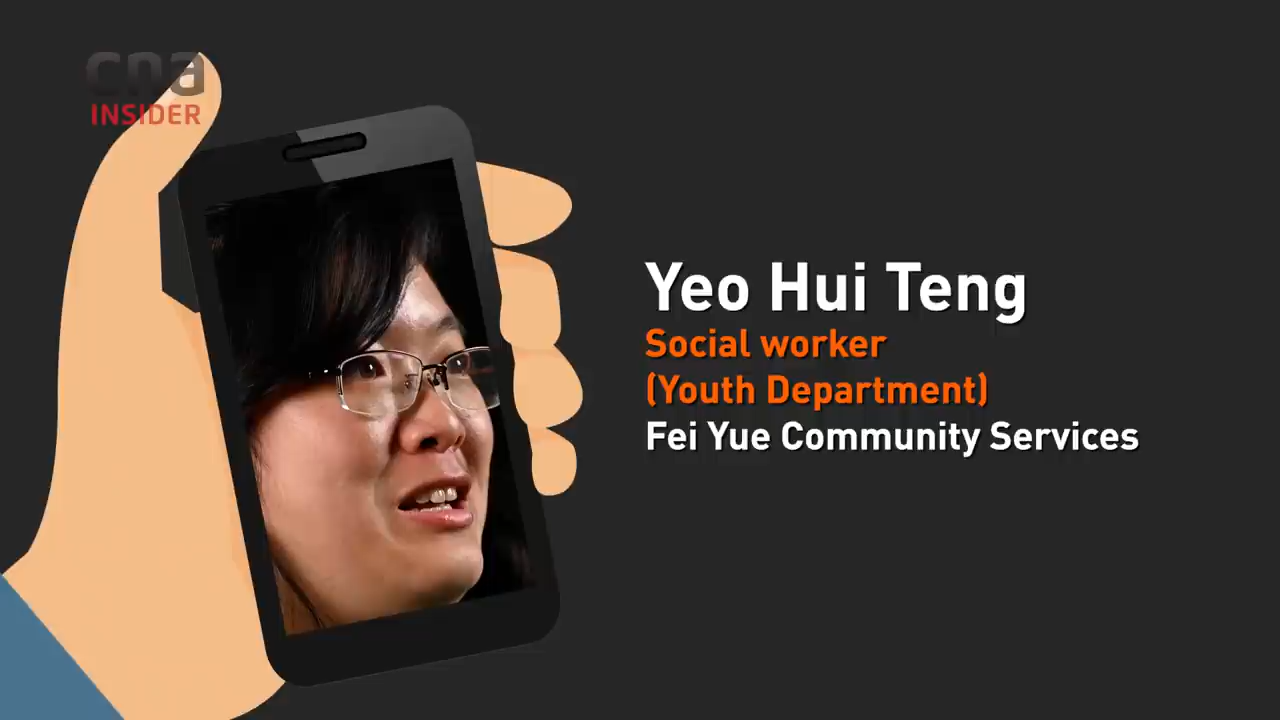 cna
INSIDER
Yeo Hui Teng
Social worker
(Youth Department)
Fei Yue Community Services